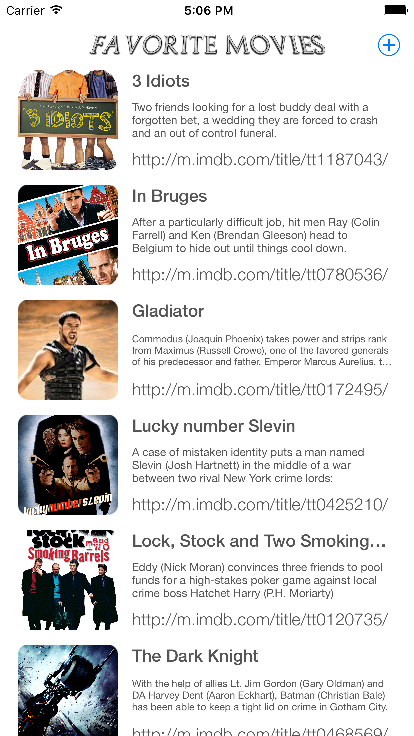 Carrier 5:06 PM
FAVORITE MOVIES
3 IDIOTS
3 Idiots
Two friends looking for a lost buddy deal with a
forgotten bet, a wedding they are forced to crash
and an out of control funeral.
http://m.imdb.com/title/tt1187043/
In Bruges
In Bruges
After a particularly difficult job, hit men Ray (Colin
Farrell) and Ken (Brendan Gleeson) head to
Belgium to hide out until things cool down.
http://m.imdb.com/title/tt0780536/
Gladiator
Commodus (Joaquin Phoenix) takes power and strips rank
from Maximus (Russell Crowe), one of the favored generals
of his predecessor and father, Emperor Marcus Aurelius, t...
http://m.imdb.com/title/tt0172495/
luckynumberslevin
Lucky number Slevin
A case of mistaken identity puts a man named
Slevin (Josh Hartnett) in the middle of a war
between two rival New York crime lords:
http://m.imdb.com/title/tt0425210/
LOCK,
STOCK and TWO
Smoking Barrels
Lock, Stock and Two Smoking...
Eddy (Nick Moran) convinces three friends to pool
funds for a high-stakes poker game against local
crime boss Hatchet Harry (P.H. Moriarty)
http://m.imdb.com/title/tt0120735/
The Dark Knight
With the help of allies Lt. Jim Gordon (Gary Oldman) and
DA Harvey Dent (Aaron Eckhart), Batman (Christian Bale)
has been able to keep a tight lid on crime in Gotham City.
http://m.imdb.com/title/tt0468569/